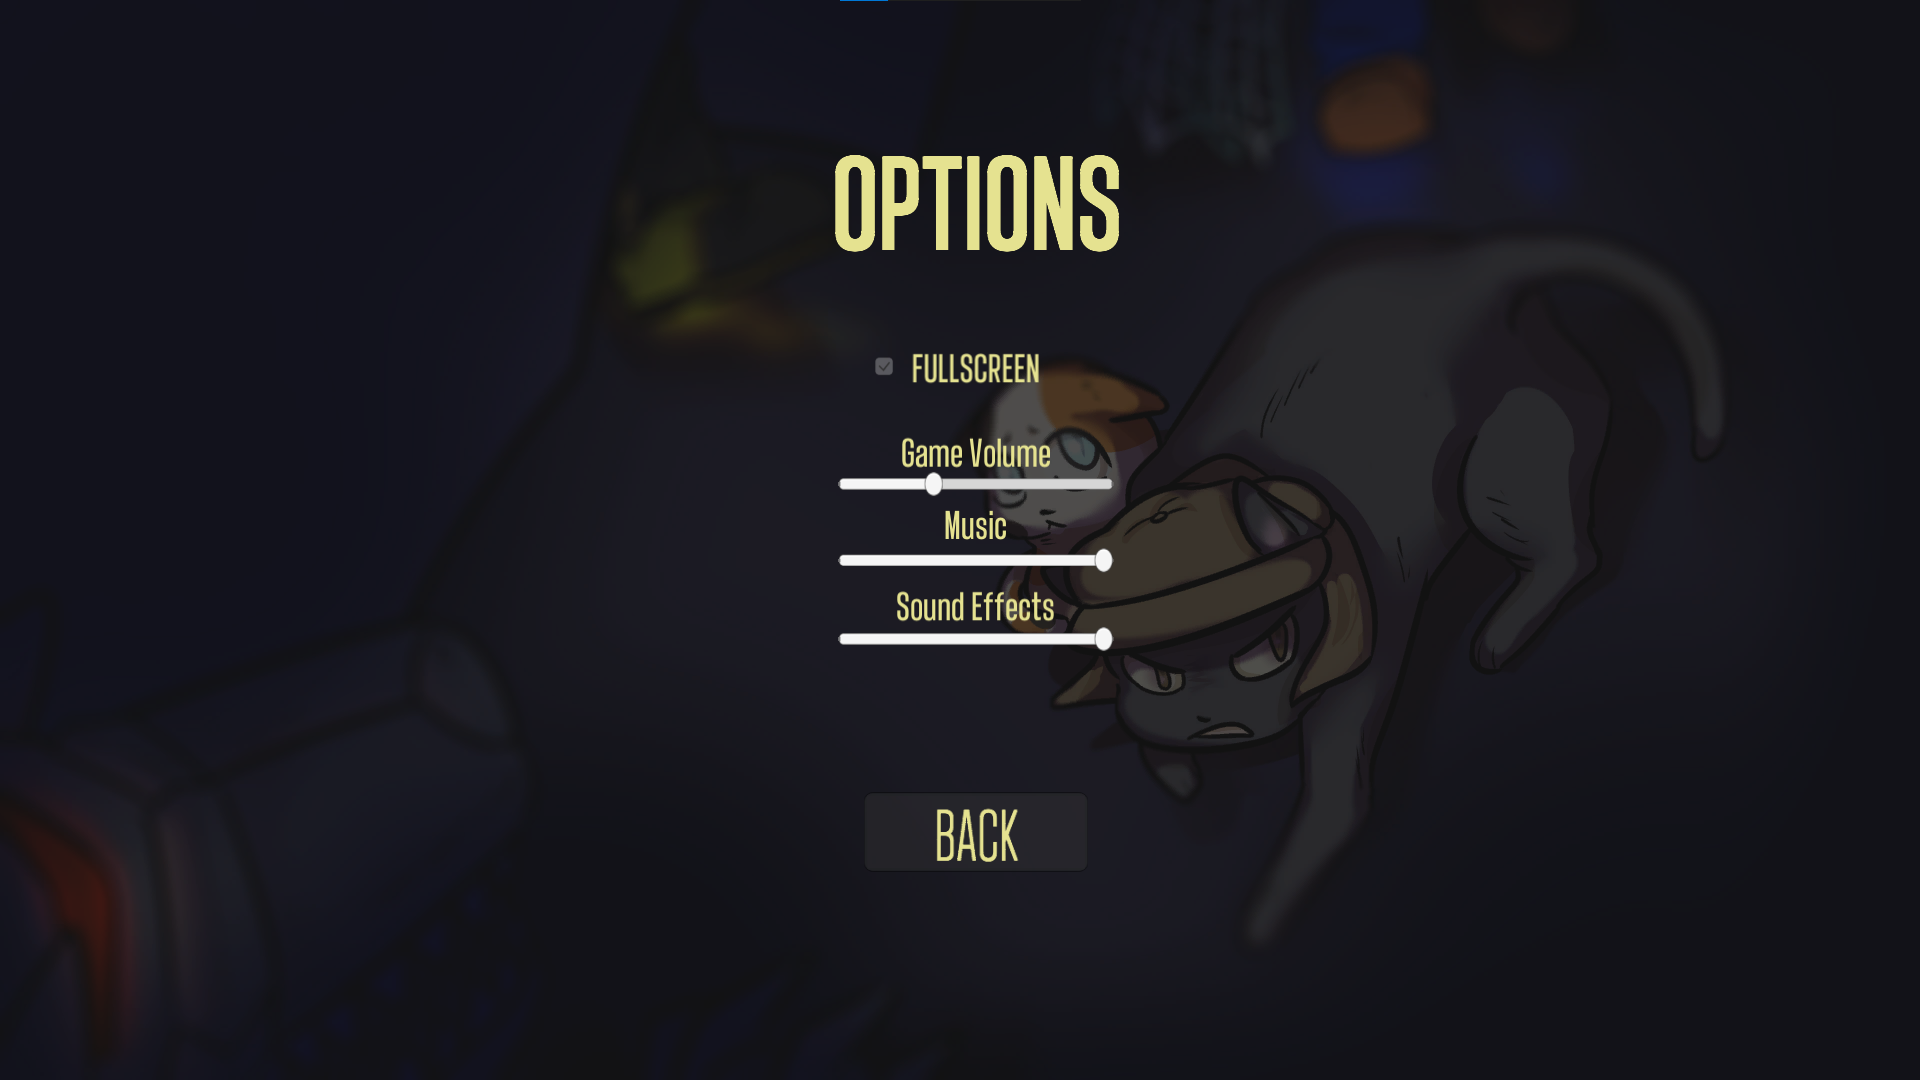 OPTIONS
FULLSCREEN
Game Volume
Music
Sound Effects
BACK